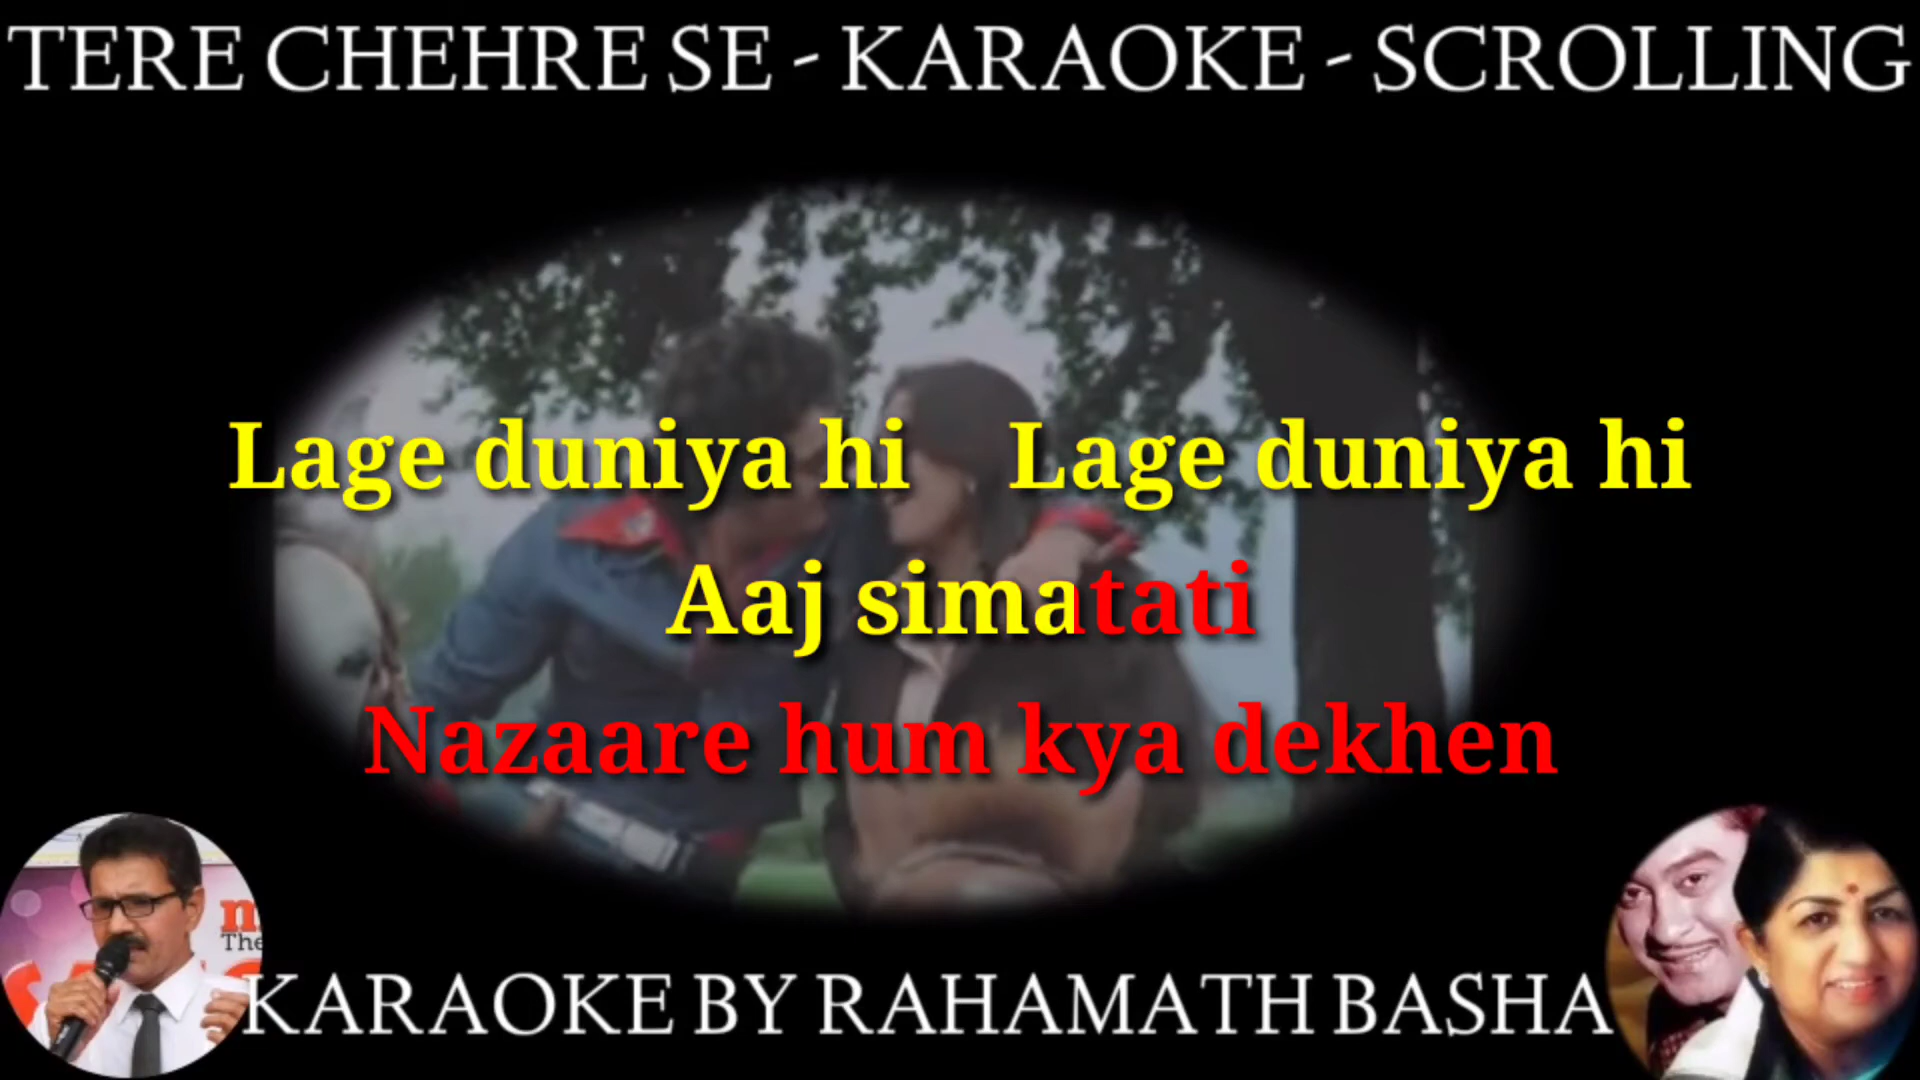 TERE CHEHRE SE - KARAOKE - SCROLLING
Lage duniya hi Lage duniya hi
Aaj simatati
Nazaare hum kya dekhen
The
KARAOKE BY RAHAMATH BASHA